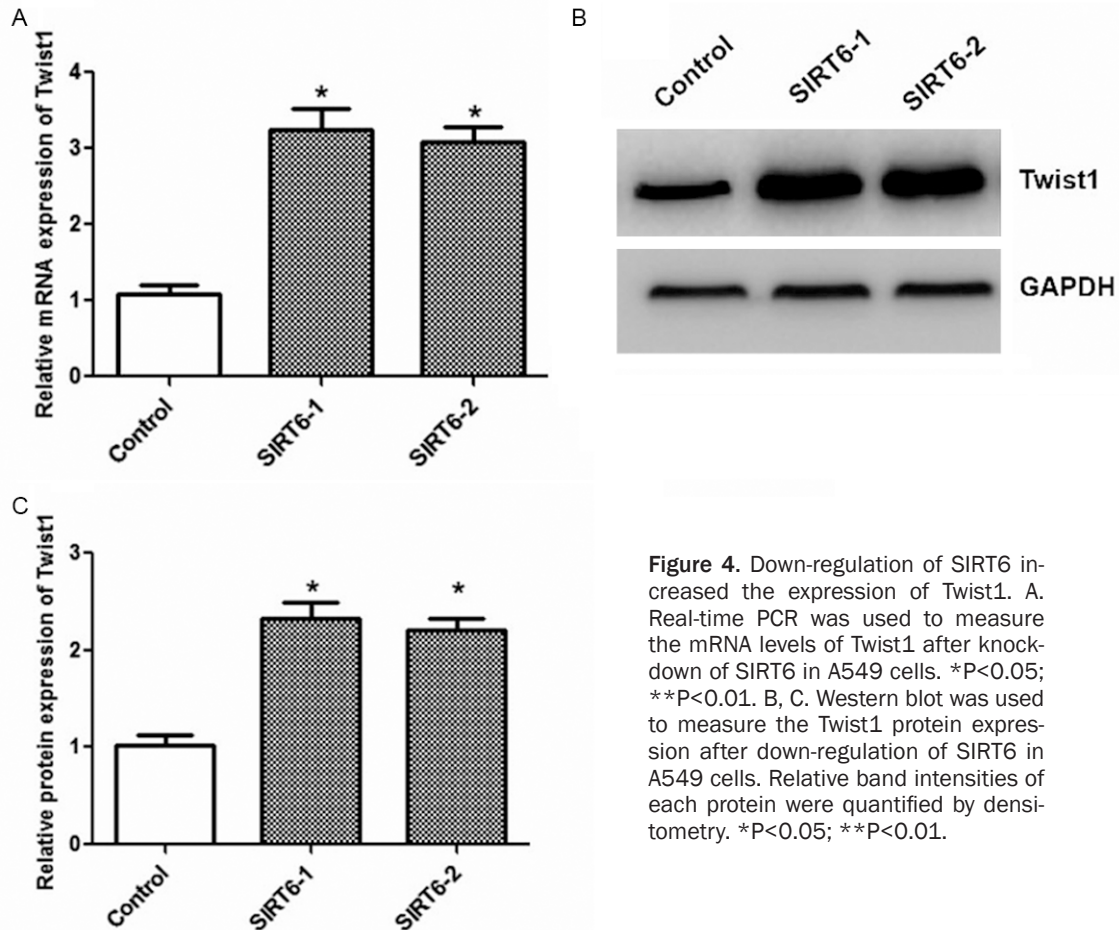 A
Relative mRNA expression of Twist1
4
3
2
1
0
*
*
Control
SIRT6-1
SIRT6-2
B
Control
SIRT6-1
SIRT6-2
Twist1
GAPDH
C
Relative protein expression of Twist1
3
2
1
0
*
*
Control
SIRT6-1
SIRT6-2
Figure 4. Down-regulation of SIRT6 in-
creased the expression of Twist1. A.
Real-time PCR was used to measure
the mRNA levels of Twist1 after knock-
down of SIRT6 in A549 cells. *P<0.05;
**P<0.01. B, C. Western blot was used
to measure the Twist1 protein expres-
sion after down-regulation of SIRT6 in
A549 cells. Relative band intensities of
each protein were quantified by densi-
tometry. *P<0.05; **P<0.01.